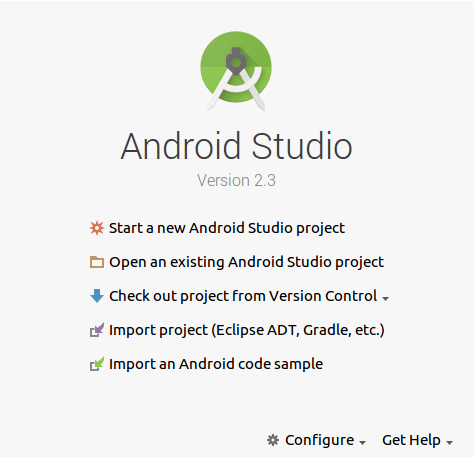 Android Studio
Version 2.3
Start a new Android Studio project
Open an existing Android Studio project
Check out project from Version Control
Import project (Eclipse ADT, Gradle, etc.)
Import an Android code sample
Configure Get Help